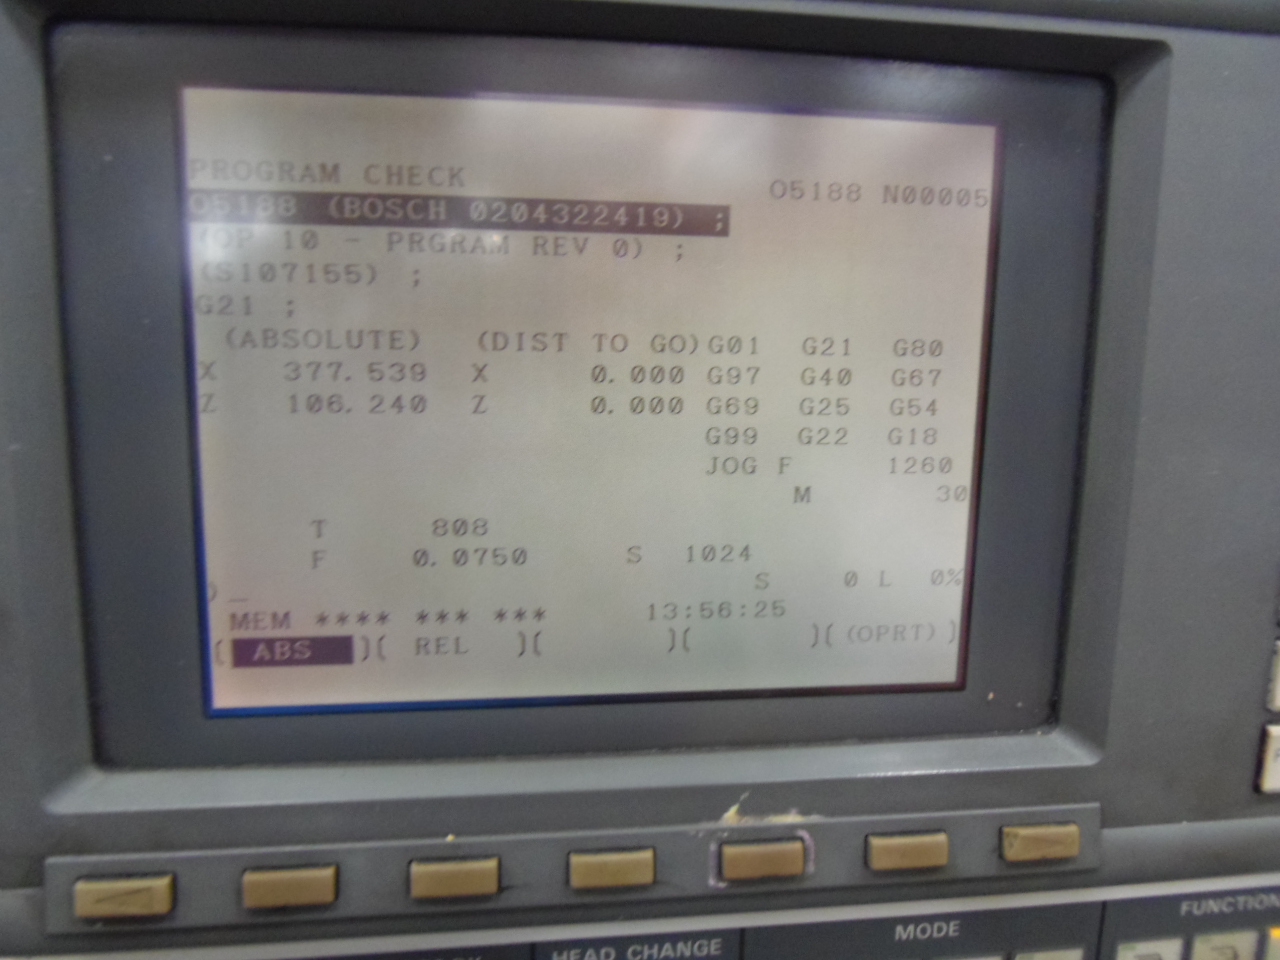 PROGRAM CHECK
O5188 N00005
O5188 (BOSCH 0204322419) ;
(OP 10 - PRGRAM REV 0) ;
(S107155) ;
G21 ;
(ABSOLUTE) (DIST TO GO) G01 G21 G80
X 377.539 X 0.000 G97 G40 G67
Z 106.240 Z 0.000 G69 G25 G54
G99 G22 G18
JOG F 1260
M 30
T 808
F 0.0750 S 1024
S 0 L 0%
MEM **** *** *** 13:56:25
( ABS )( REL )( )( )( (OPRT) )
HEAD CHANGE
MODE
FUNCTION